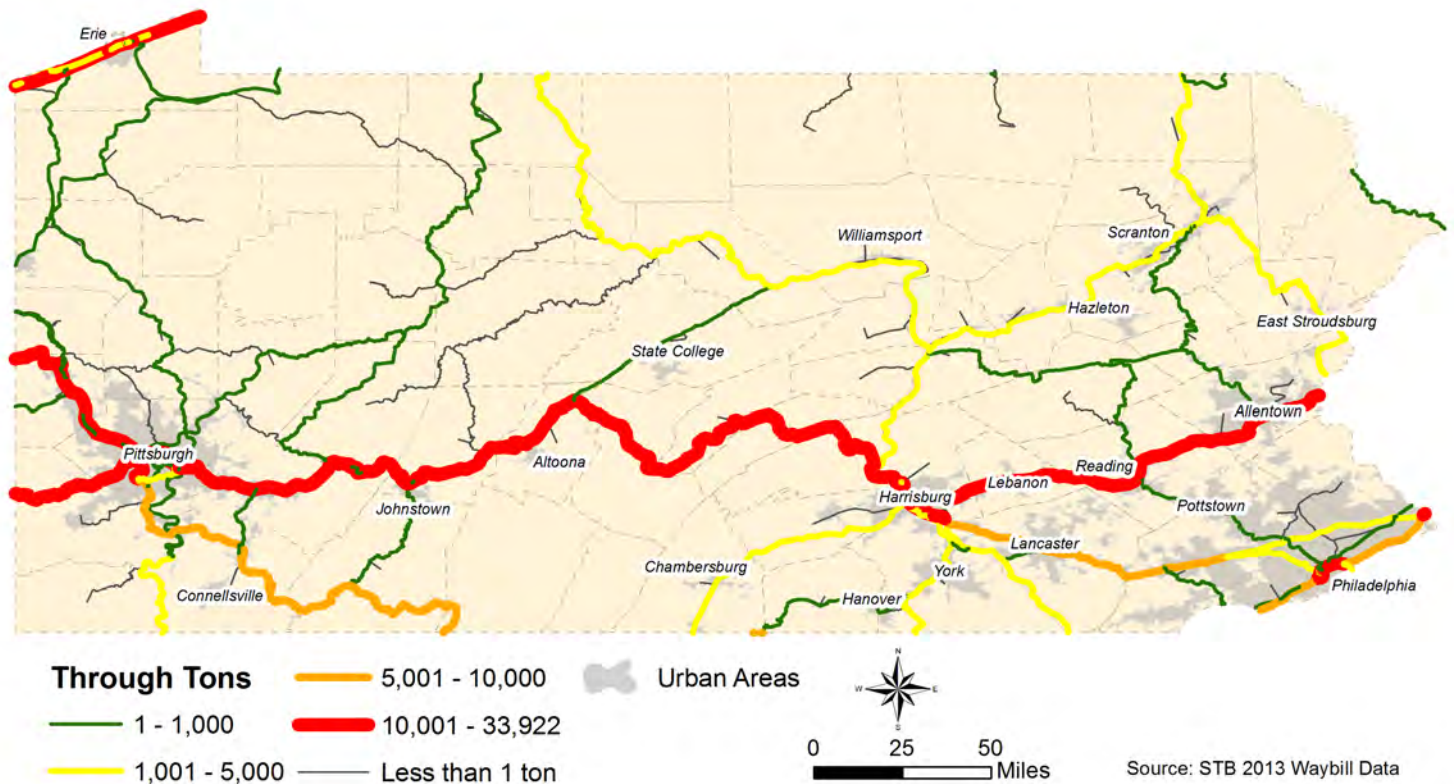 Erie
Williamsport
Scranton
Hazleton
East Stroudsburg
State College
Allentown
Pittsburgh
Altoona
Reading
Lebanon
Harrisburg
Johnstown
Pottstown
Lancaster
Chambersburg
York
Connellsville
Hanover
Philadelphia
Through Tons
1 - 1,000
1,001 - 5,000
5,001 - 10,000
10,001 - 33,922
Less than 1 ton
Urban Areas
N
W
E
S
0 25 50
Miles
Source: STB 2013 Waybill Data